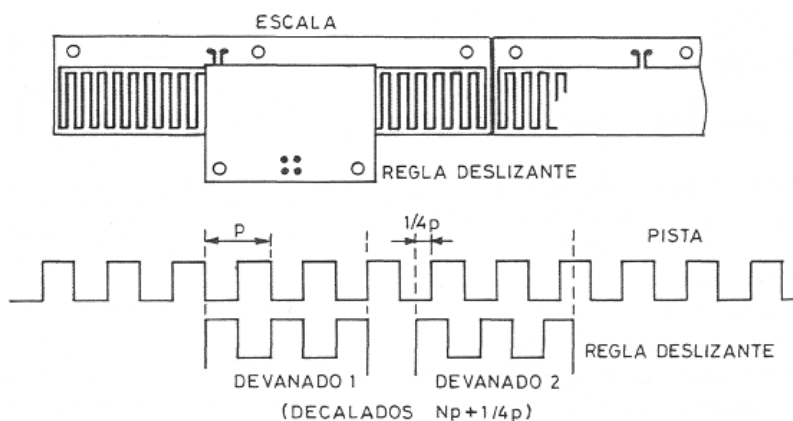 ESCALA
REGLA DESLIZANTE
P
1/4p
PISTA
REGLA DESLIZANTE
DEVANADO 1
DEVANADO 2
(DECALADOS Np+1/4p)